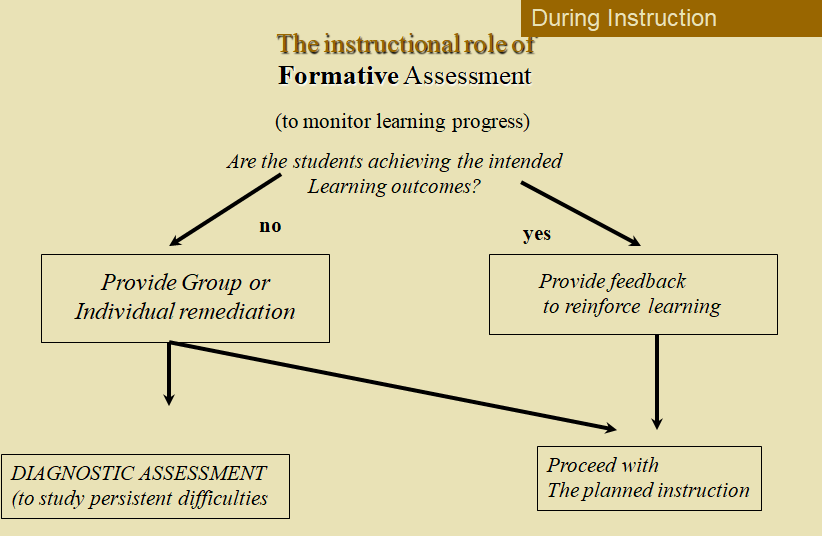 During Instruction
The instructional role of
Formative Assessment
(to monitor learning progress)
Are the students achieving the intended
Learning outcomes?
no
yes
Provide Group or
Individual remediation
Provide feedback
to reinforce learning
DIAGNOSTIC ASSESSMENT
(to study persistent difficulties
Proceed with
The planned instruction